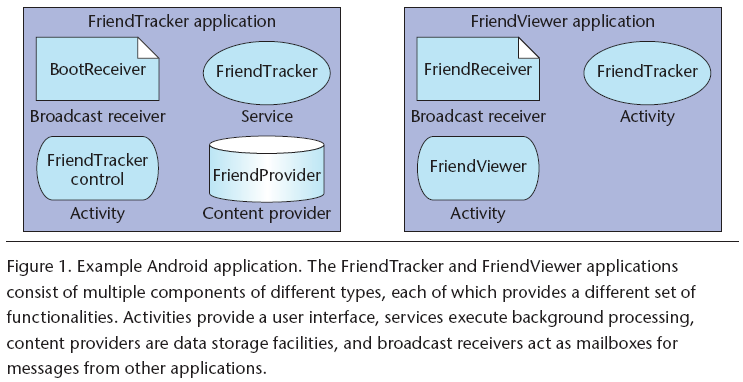 FriendTracker application
BootReceiver
Broadcast receiver
FriendTracker
Service
FriendTracker
control
Activity
FriendProvider
Content provider
FriendViewer application
FriendReceiver
Broadcast receiver
FriendTracker
Activity
FriendViewer
Activity
Figure 1. Example Android application. The FriendTracker and FriendViewer applications
consist of multiple components of different types, each of which provides a different set of
functionalities. Activities provide a user interface, services execute background processing,
content providers are data storage facilities, and broadcast receivers act as mailboxes for
messages from other applications.